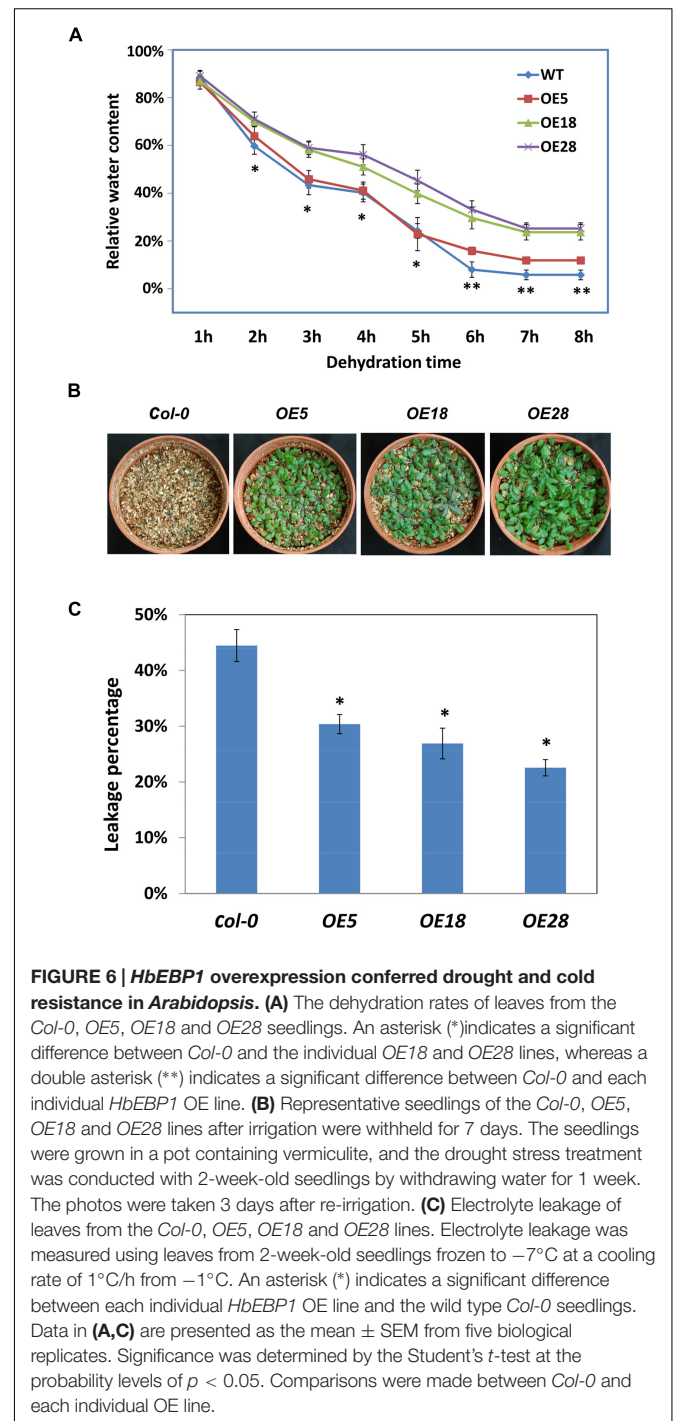 A
100%
80%
60%
40%
20%
0%
Relative water content
WT
OE5
OE18
OE28
*
*
*
*
**
**
**
1h 2h 3h 4h 5h 6h 7h 8h
Dehydration time
B
Col-0 OE5 OE18 OE28
C
50%
40%
30%
20%
10%
0%
Leakage percentage
*
*
*
Col-0 OE5 OE18 OE28
FIGURE 6 | HbEBP1 overexpression conferred drought and cold
resistance in Arabidopsis. (A) The dehydration rates of leaves from the
Col-0, OE5, OE18 and OE28 seedlings. An asterisk (*)indicates a significant
difference between Col-0 and the individual OE18 and OE28 lines, whereas a
double asterisk (**) indicates a significant difference between Col-0 and each
individual HbEBP1 OE line. (B) Representative seedlings of the Col-0, OE5,
OE18 and OE28 lines after irrigation were withheld for 7 days. The seedlings
were grown in a pot containing vermiculite, and the drought stress treatment
was conducted with 2-week-old seedlings by withdrawing water for 1 week.
The photos were taken 3 days after re-irrigation. (C) Electrolyte leakage of
leaves from the Col-0, OE5, OE18 and OE28 lines. Electrolyte leakage was
measured using leaves from 2-week-old seedlings frozen to −7°C at a cooling
rate of 1°C/h from −1°C. An asterisk (*) indicates a significant difference
between each individual HbEBP1 OE line and the wild type Col-0 seedlings.
Data in (A,C) are presented as the mean ± SEM from five biological
replicates. Significance was determined by the Student's t-test at the
probability levels of p < 0.05. Comparisons were made between Col-0 and
each individual OE line.